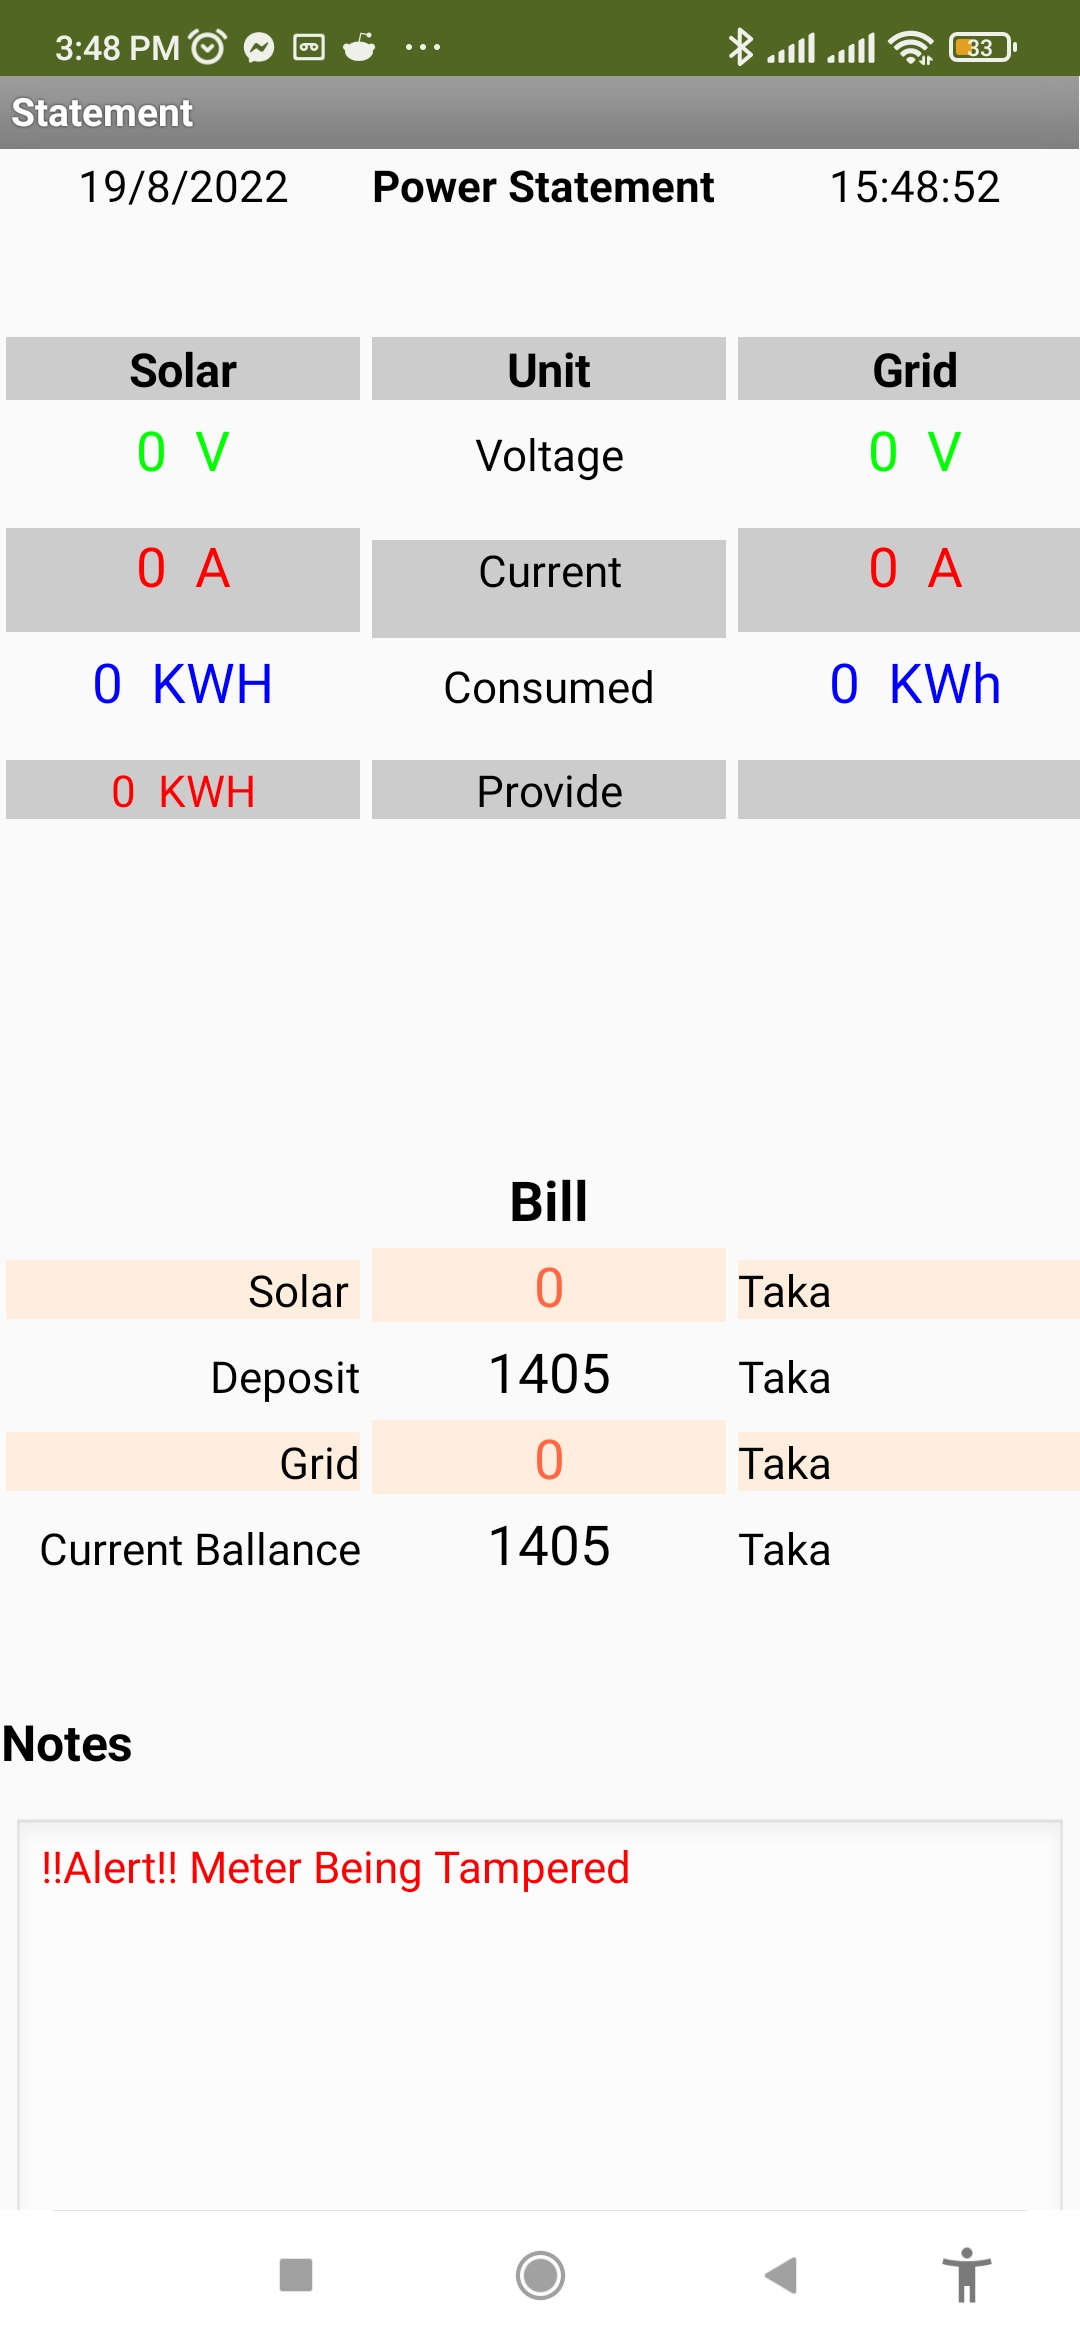 3:48 PM 33
Statement
19/8/2022 Power Statement 15:48:52
Solar Unit Grid
0 V Voltage 0 V
0 A Current 0 A
0 KWH Consumed 0 KWh
0 KWH Provide
Bill
Solar 0 Taka
Deposit 1405 Taka
Grid 0 Taka
Current Ballance 1405 Taka
Notes
!!Alert!! Meter Being Tampered